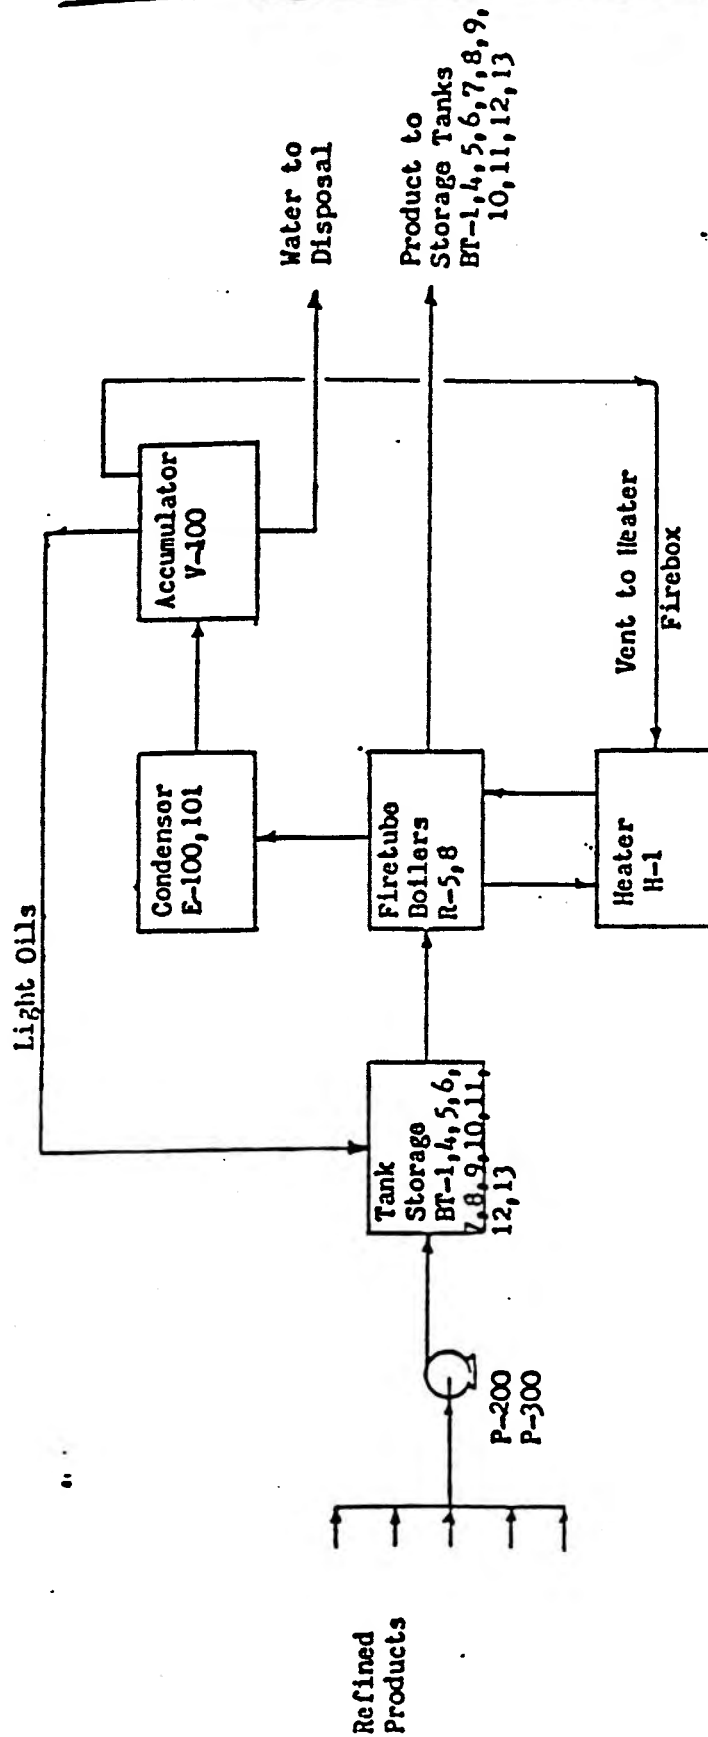 Refined
Products
P-200
P-300
Tank
Storage
BT-1,4,5,6,
7,8,9,10,11,
12,13
Light Oils
Firetube
Boilers
R-5,8
Heater
H-1
Condensor
E-100,101
Accumulator
V-100
Vent to Heater
Firebox
Water to
Disposal
Product to
Storage Tanks
BT-1,4,5,6,7,8,9,
10,11,12,13